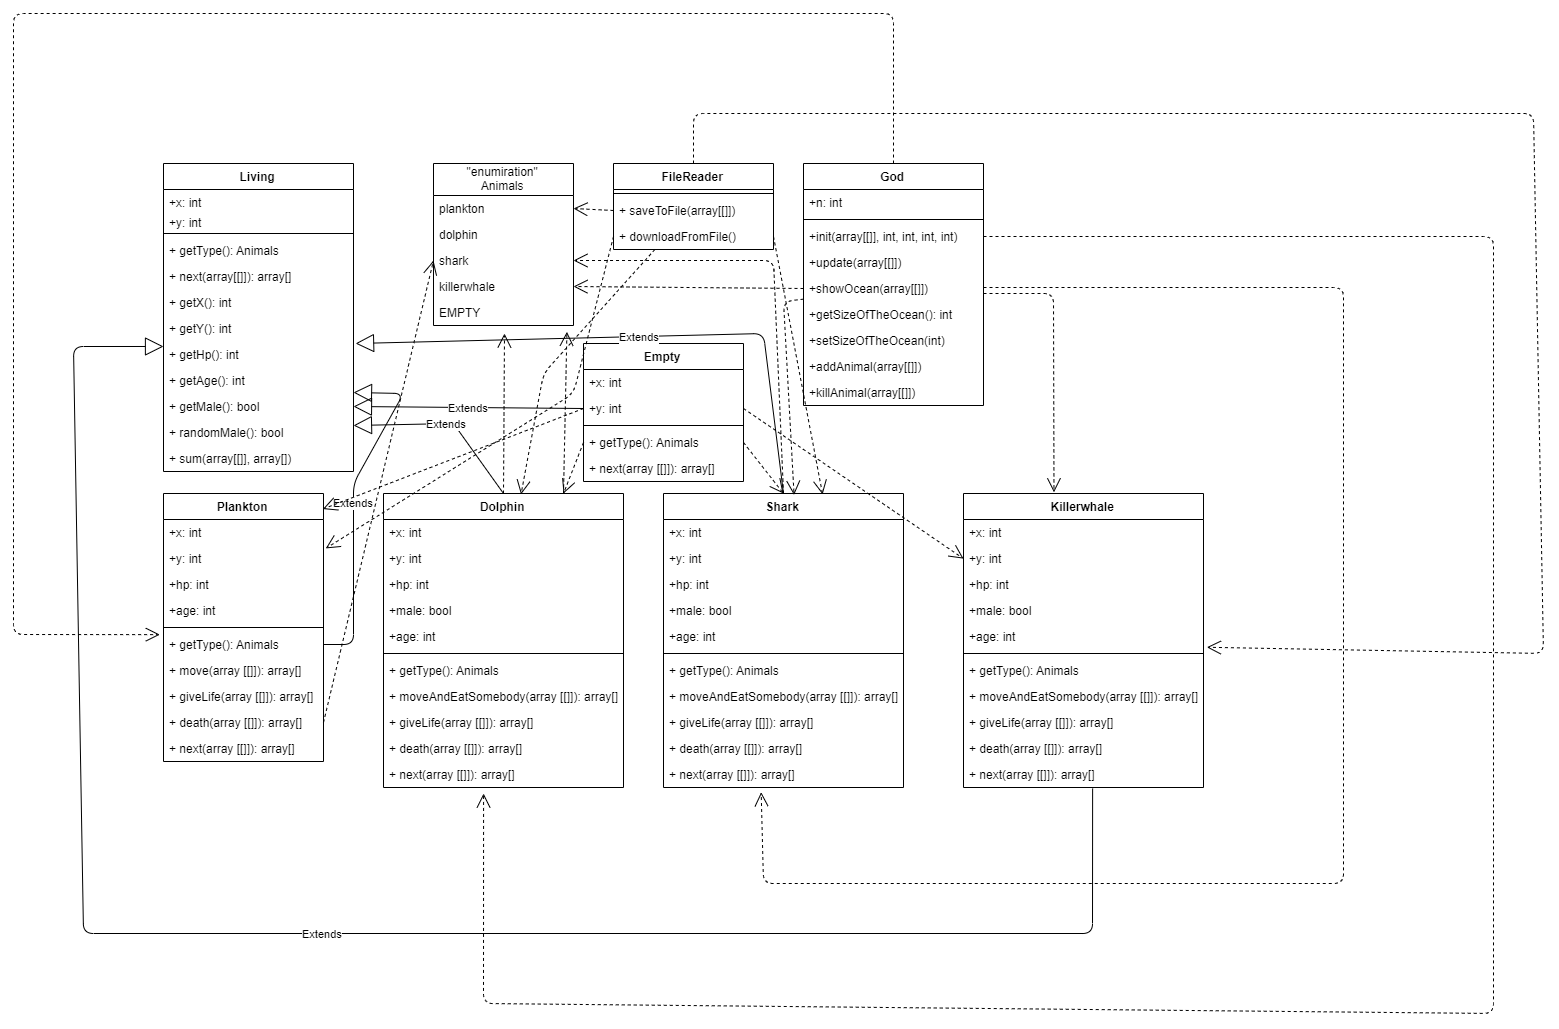 Living
+x: int
+y: int
+ getType(): Animals
+ next(array[[]]): array[]
+ getX(): int
+ getY(): int
+ getHp(): int
+ getAge(): int
+ getMale(): bool
+ randomMale(): bool
+ sum(array[[]], array[])
"enumiration"
Animals
plankton
dolphin
shark
killerwhale
EMPTY
FileReader
+ saveToFile(array[[]])
+ downloadFromFile()
God
+n: int
+init(array[[]], int, int, int, int)
+update(array[[]])
+showOcean(array[[]])
+getSizeOfTheOcean(): int
+setSizeOfTheOcean(int)
+addAnimal(array[[]])
+killAnimal(array[[]])
Extends
Empty
+x: int
+y: int
+ getType(): Animals
+ next(array [[]]): array[]
Extends
Extends
Extends
Plankton
+x: int
+y: int
+hp: int
+age: int
+ getType(): Animals
+ move(array [[]]): array[]
+ giveLife(array [[]]): array[]
+ death(array [[]]): array[]
+ next(array [[]]): array[]
Dolphin
+x: int
+y: int
+hp: int
+male: bool
+age: int
+ getType(): Animals
+ moveAndEatSomebody(array [[]]): array[]
+ giveLife(array [[]]): array[]
+ death(array [[]]): array[]
+ next(array [[]]): array[]
Shark
+x: int
+y: int
+hp: int
+male: bool
+age: int
+ getType(): Animals
+ moveAndEatSomebody(array [[]]): array[]
+ giveLife(array [[]]): array[]
+ death(array [[]]): array[]
+ next(array [[]]): array[]
Killerwhale
+x: int
+y: int
+hp: int
+male: bool
+age: int
+ getType(): Animals
+ moveAndEatSomebody(array [[]]): array[]
+ giveLife(array [[]]): array[]
+ death(array [[]]): array[]
+ next(array [[]]): array[]
Extends